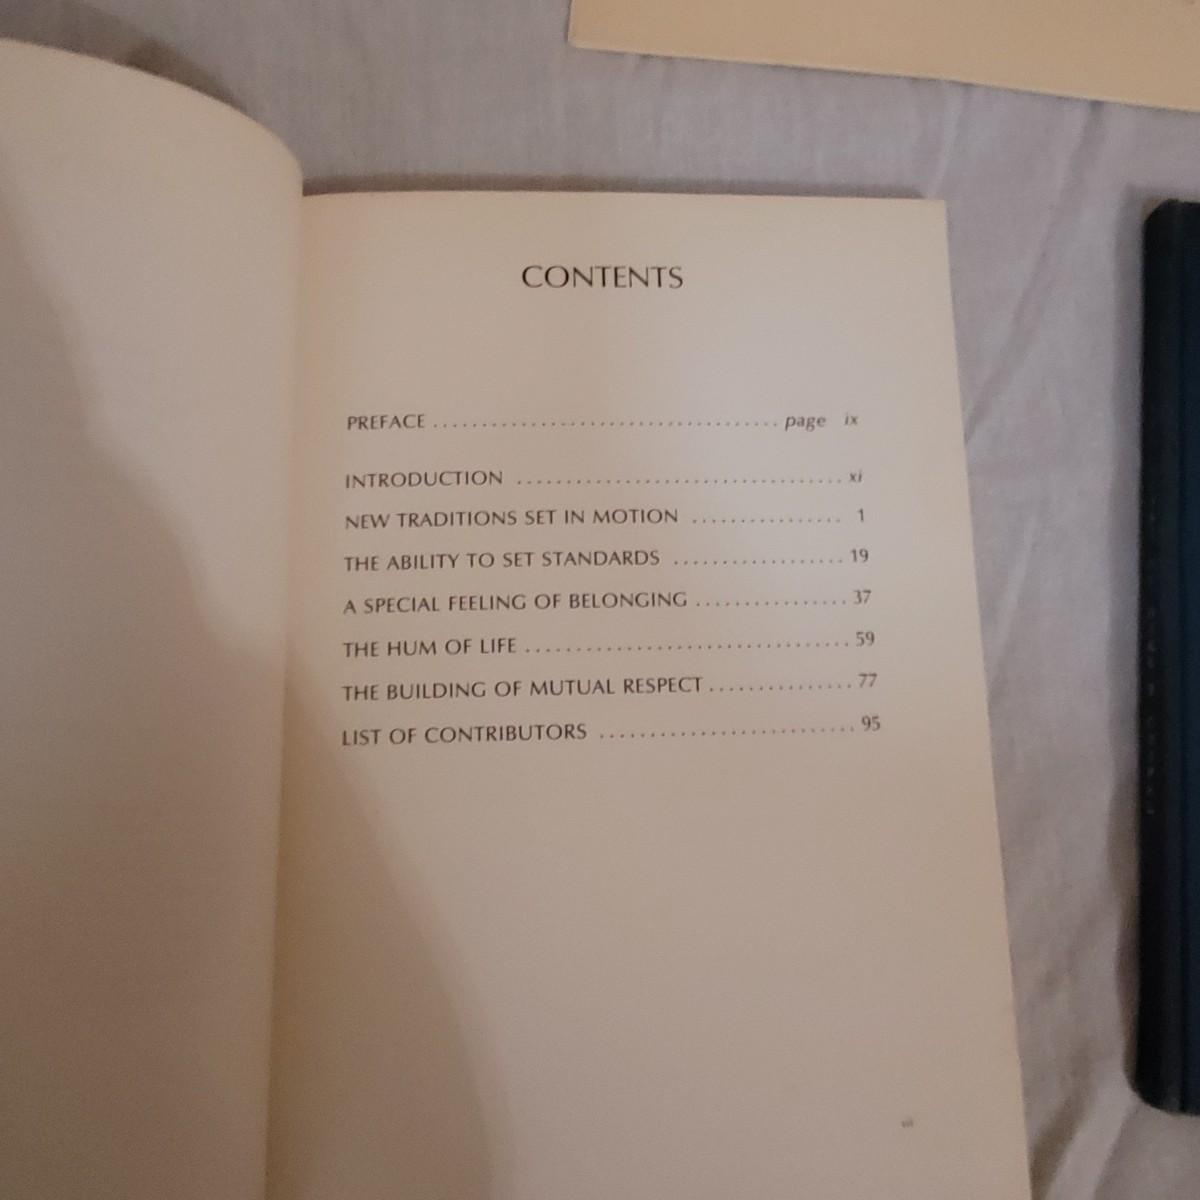 CONTENTS
PREFACE ................................... page ix
INTRODUCTION ................................. xi
NEW TRADITIONS SET IN MOTION ................ 1
THE ABILITY TO SET STANDARDS ................. 19
A SPECIAL FEELING OF BELONGING ................ 37
THE HUM OF LIFE ................................ 59
THE BUILDING OF MUTUAL RESPECT ............... 77
LIST OF CONTRIBUTORS .......................... 95
vii